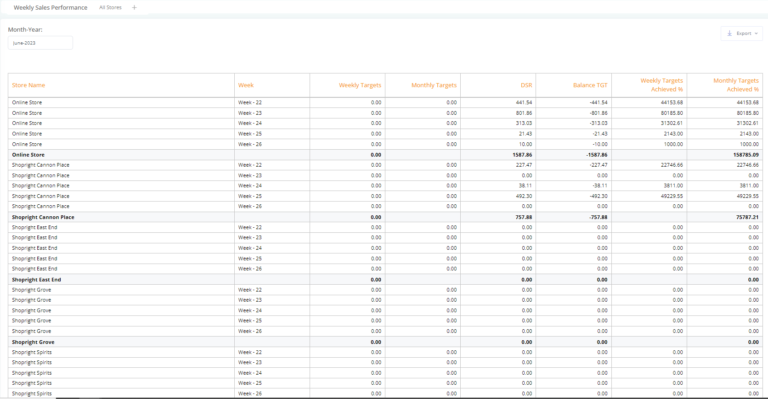 Weekly Sales Performance All Stores +
Month-Year:
June-2023
Export
Store Name Week Weekly Targets Monthly Targets DSR Balance TGT Weekly Targets Achieved % Monthly Targets Achieved %
Online Store Week - 22 0.00 0.00 441.54 -441.54 44153.68 44153.68
Online Store Week - 23 0.00 0.00 801.86 -801.86 80185.80 80185.80
Online Store Week - 24 0.00 0.00 313.03 -313.03 31302.61 31302.61
Online Store Week - 25 0.00 0.00 21.43 -21.43 2143.00 2143.00
Online Store Week - 26 0.00 0.00 10.00 -10.00 1000.00 1000.00
Online Store 0.00 1587.86 -1587.86 158785.09
Shopright Cannon Place Week - 22 0.00 0.00 227.47 -227.47 22746.66 22746.66
Shopright Cannon Place Week - 23 0.00 0.00 0.00 0.00 0.00 0.00
Shopright Cannon Place Week - 24 0.00 0.00 38.11 -38.11 3811.00 3811.00
Shopright Cannon Place Week - 25 0.00 0.00 492.30 -492.30 49229.55 49229.55
Shopright Cannon Place Week - 26 0.00 0.00 0.00 0.00 0.00 0.00
Shopright Cannon Place 0.00 757.88 -757.88 75787.21
Shopright East End Week - 22 0.00 0.00 0.00 0.00 0.00 0.00
Shopright East End Week - 23 0.00 0.00 0.00 0.00 0.00 0.00
Shopright East End Week - 24 0.00 0.00 0.00 0.00 0.00 0.00
Shopright East End Week - 25 0.00 0.00 0.00 0.00 0.00 0.00
Shopright East End Week - 26 0.00 0.00 0.00 0.00 0.00 0.00
Shopright East End 0.00 0.00 0.00 0.00
Shopright Grove Week - 22 0.00 0.00 0.00 0.00 0.00 0.00
Shopright Grove Week - 23 0.00 0.00 0.00 0.00 0.00 0.00
Shopright Grove Week - 24 0.00 0.00 0.00 0.00 0.00 0.00
Shopright Grove Week - 25 0.00 0.00 0.00 0.00 0.00 0.00
Shopright Grove Week - 26 0.00 0.00 0.00 0.00 0.00 0.00
Shopright Grove 0.00 0.00 0.00 0.00
Shopright Spirits Week - 22 0.00 0.00 0.00 0.00 0.00 0.00
Shopright Spirits Week - 23 0.00 0.00 0.00 0.00 0.00 0.00
Shopright Spirits Week - 24 0.00 0.00 0.00 0.00 0.00 0.00
Shopright Spirits Week - 25 0.00 0.00 0.00 0.00 0.00 0.00
Shopright Spirits Week - 26 0.00 0.00 0.00 0.00 0.00 0.00